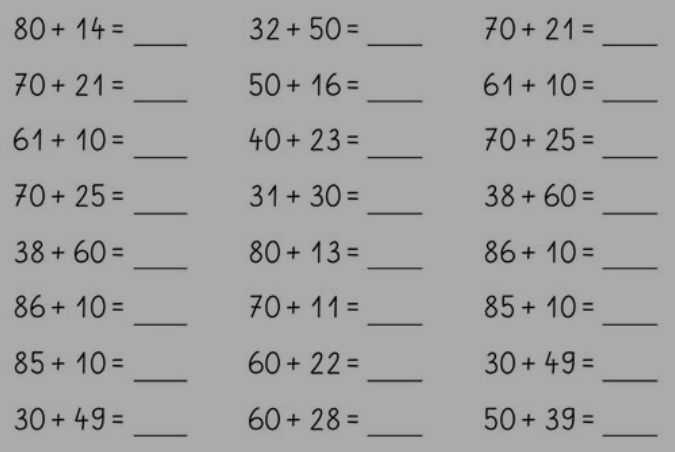 80 + 14 = ____ 32 + 50 = ____ 70 + 21 = ____
70 + 21 = ____ 50 + 16 = ____ 61 + 10 = ____
61 + 10 = ____ 40 + 23 = ____ 70 + 25 = ____
70 + 25 = ____ 31 + 30 = ____ 38 + 60 = ____
38 + 60 = ____ 80 + 13 = ____ 86 + 10 = ____
86 + 10 = ____ 70 + 11 = ____ 85 + 10 = ____
85 + 10 = ____ 60 + 22 = ____ 30 + 49 = ____
30 + 49 = ____ 60 + 28 = ____ 50 + 39 = ____